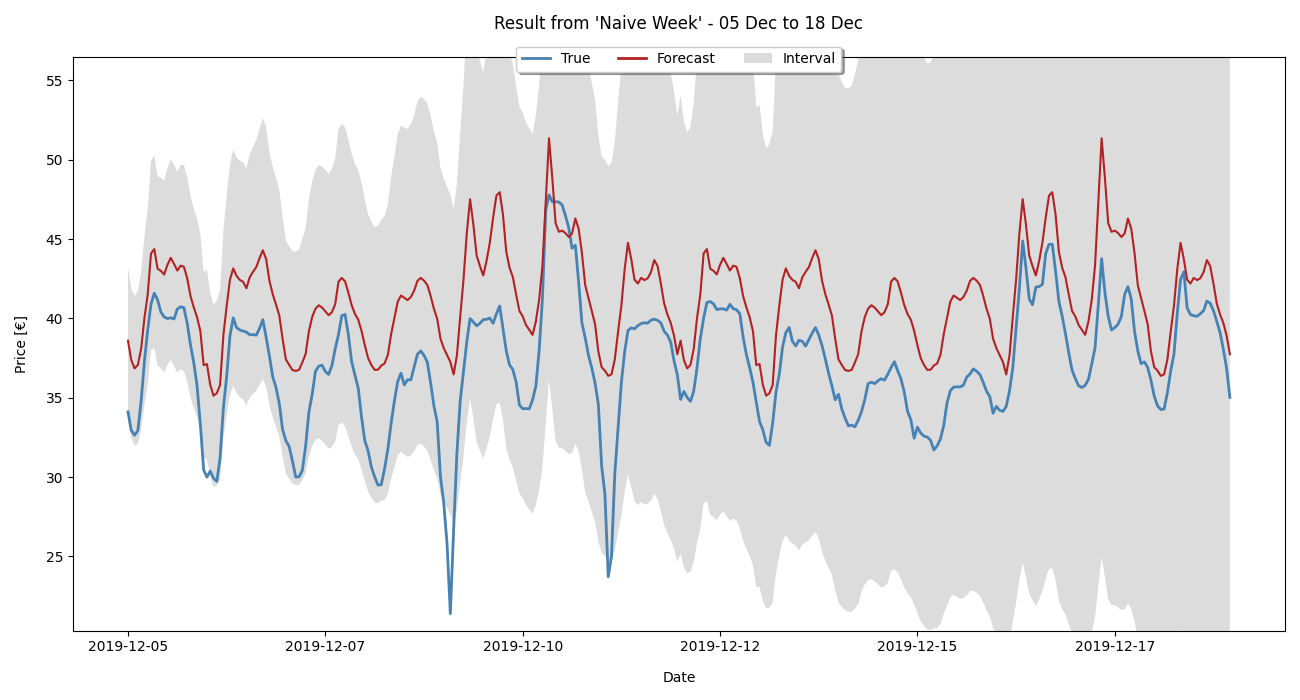 Result from 'Naive Week' - 05 Dec to 18 Dec
True Forecast Interval
55
50
45
40
35
30
25
Price [€]
2019-12-05 2019-12-07 2019-12-10 2019-12-12 2019-12-15 2019-12-17
Date